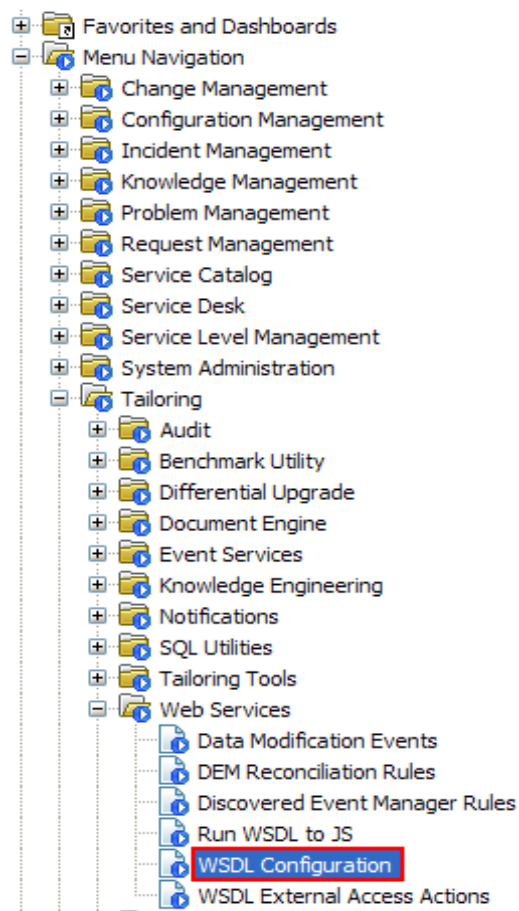 Favorites and Dashboards
Menu Navigation
Change Management
Configuration Management
Incident Management
Knowledge Management
Problem Management
Request Management
Service Catalog
Service Desk
Service Level Management
System Administration
Tailoring
Audit
Benchmark Utility
Differential Upgrade
Document Engine
Event Services
Knowledge Engineering
Notifications
SQL Utilities
Tailoring Tools
Web Services
Data Modification Events
DEM Reconciliation Rules
Discovered Event Manager Rules
Run WSDL to JS
WSDL Configuration
WSDL External Access Actions